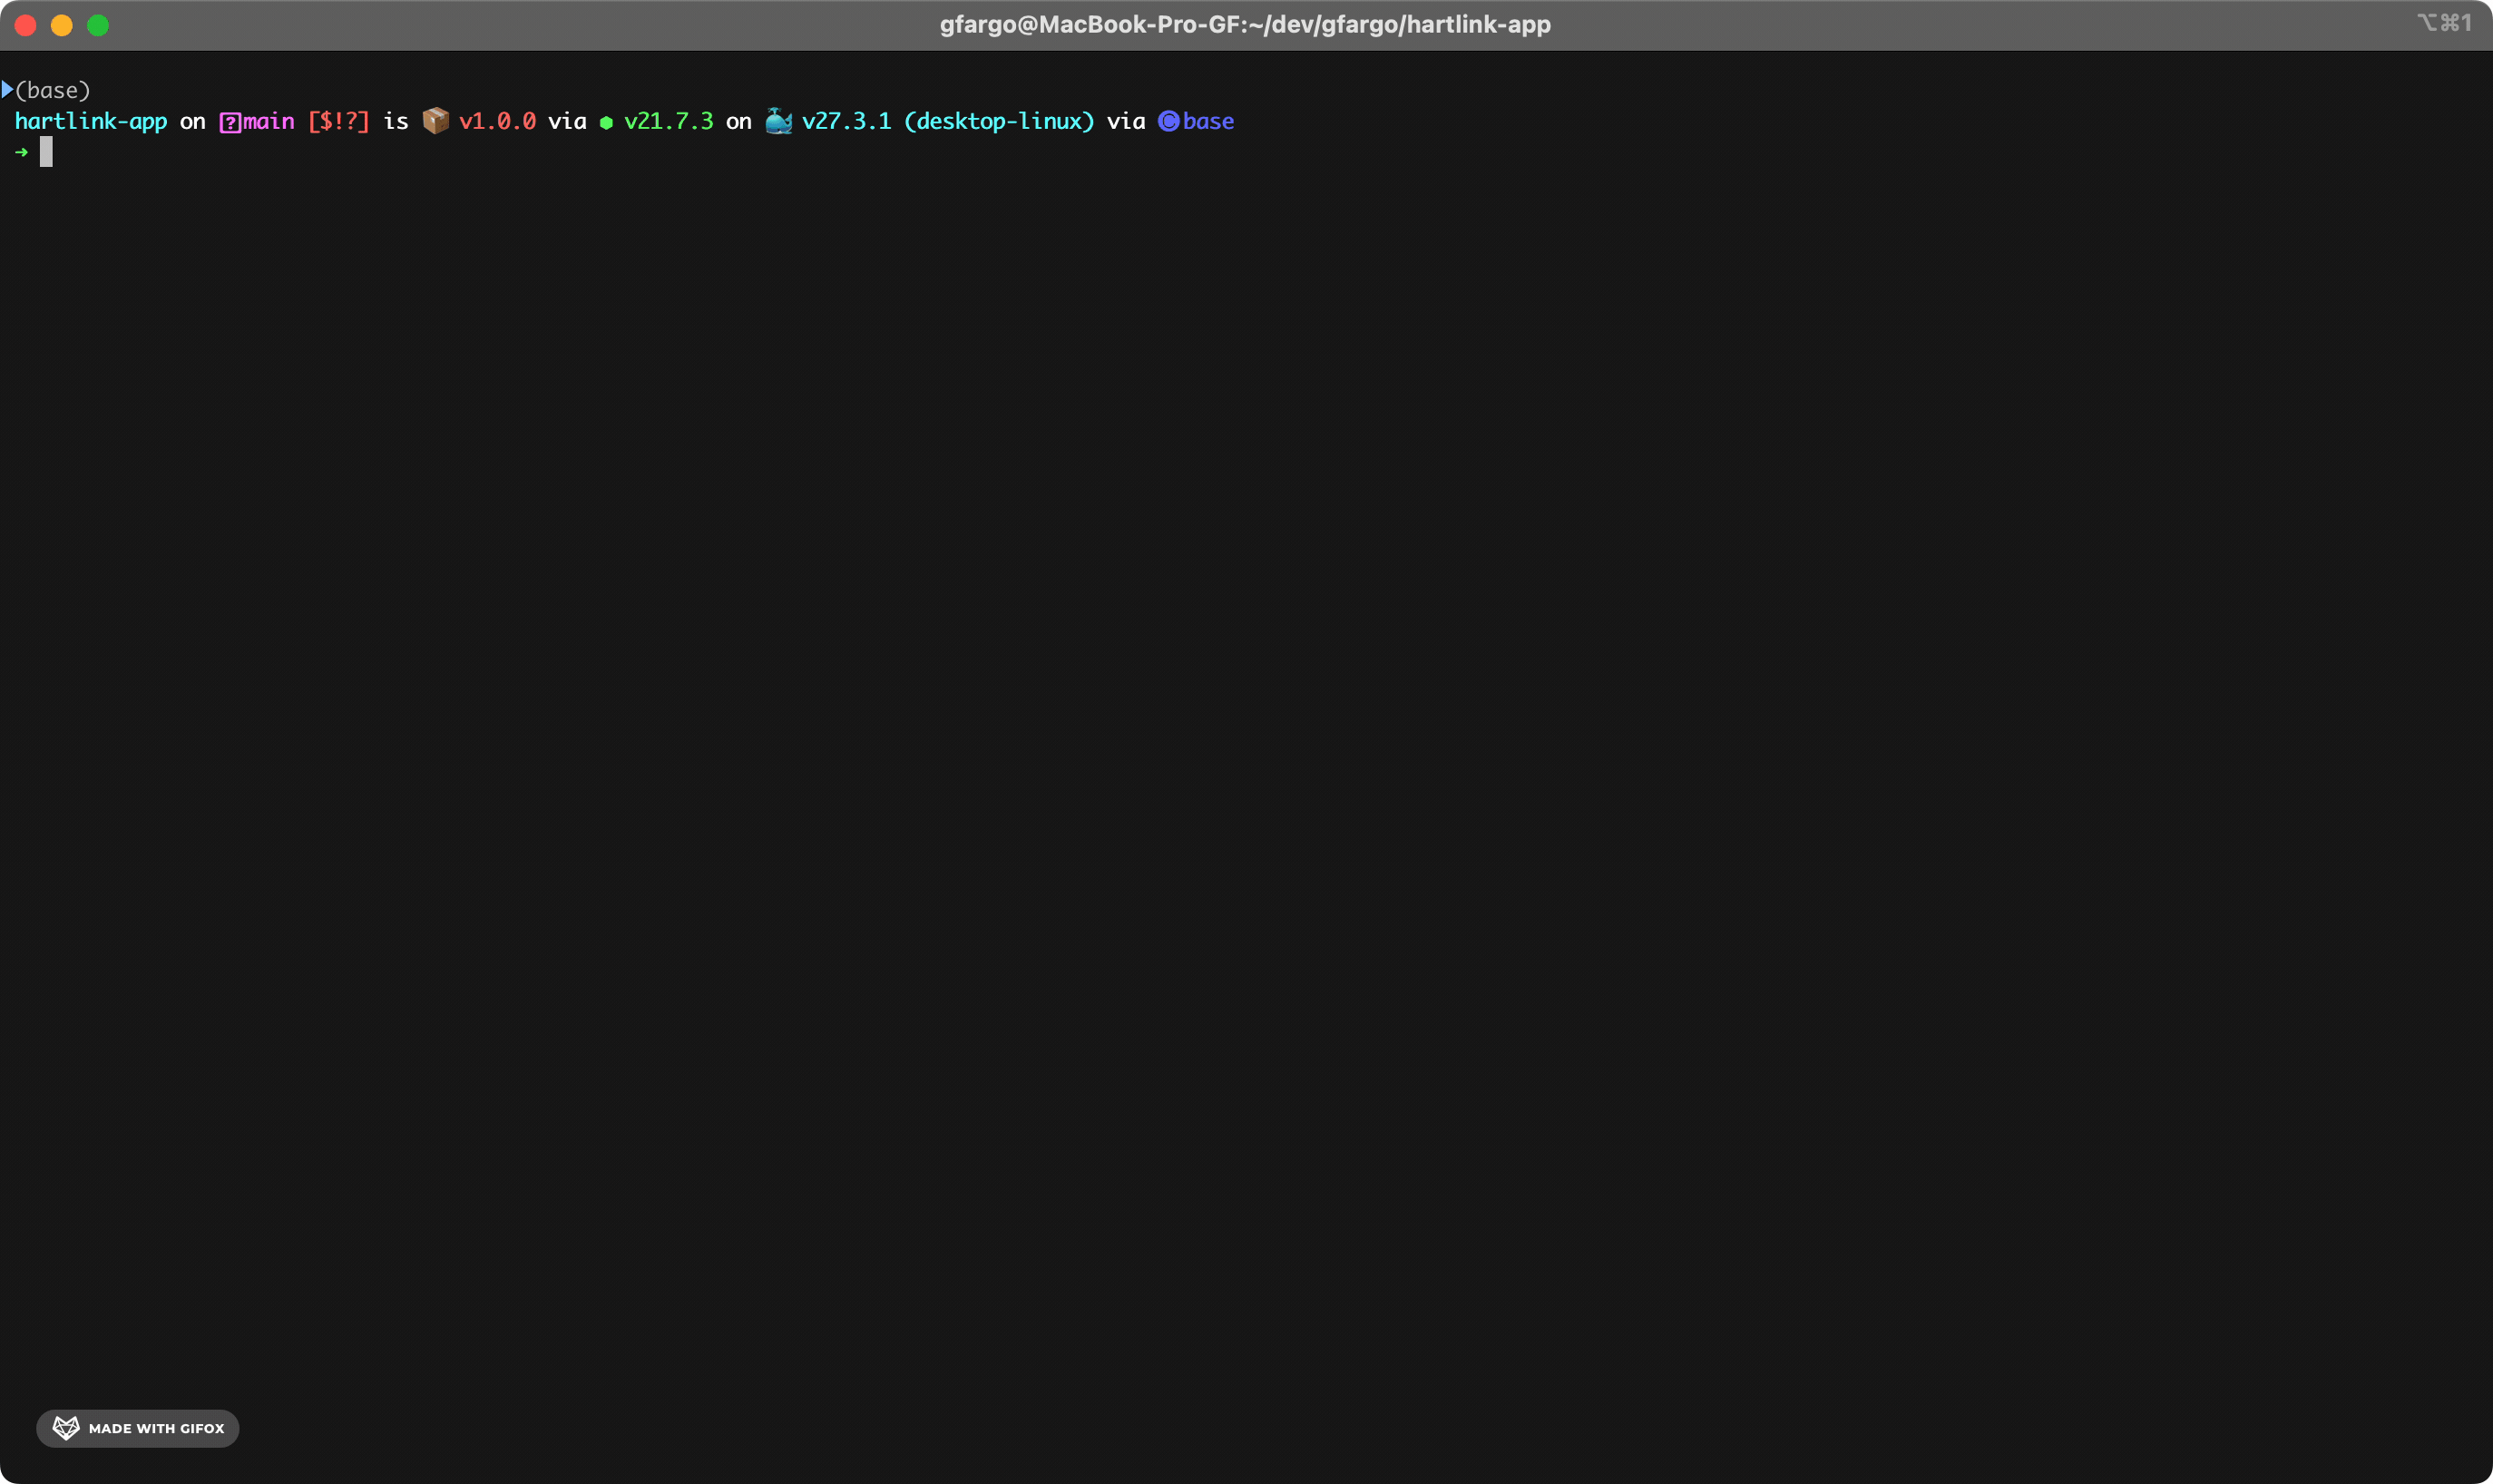 gfargo@MacBook-Pro-GF:~/dev/gfargo/hartlink-app
⌥⌘1
(base)
hartlink-app on main [$!?] is 📦 v1.0.0 via ⬢ v21.7.3 on 🐳 v27.3.1 (desktop-linux) via 🅒 base
➜
MADE WITH GIFOX